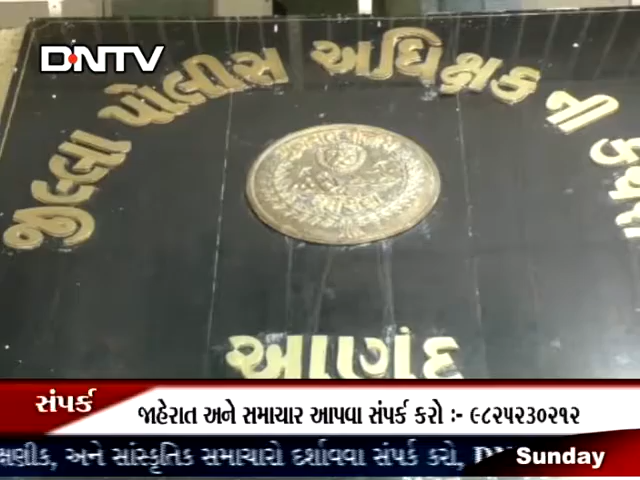 DNTV
જીલ્લા પોલીસ અધિક્ષક ની
આણંદ
સંપર્ક
જાહેરાત અને સમાચાર આપવા સંપર્ક કરો :- ૯૮૨૫૨૩૦૨૧૨
અને સાંસ્કૃતિક સમાચારો દર્શાવવા સંપર્ક કરો,
Sunday